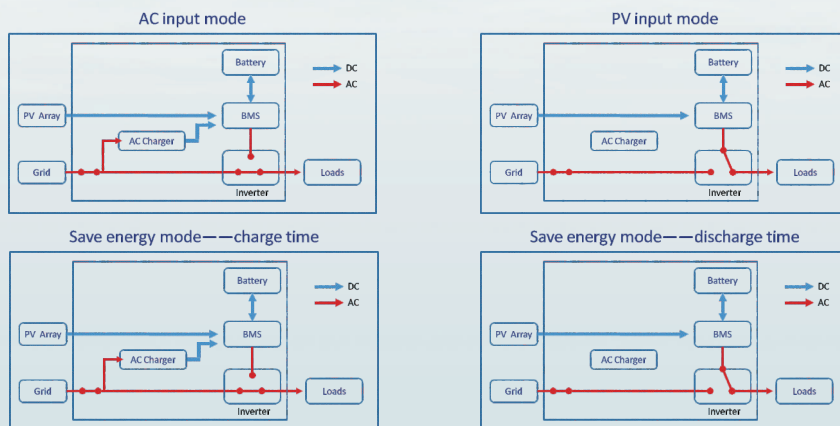 AC input mode
Battery
DC
AC
PV Array
BMS
AC Charger
Grid
Loads
Inverter
PV input mode
Battery
DC
AC
PV Array
BMS
AC Charger
Grid
Loads
Inverter
Save energy mode——charge time
Battery
DC
AC
PV Array
BMS
AC Charger
Grid
Loads
Inverter
Save energy mode——discharge time
Battery
DC
AC
PV Array
BMS
AC Charger
Grid
Loads
Inverter